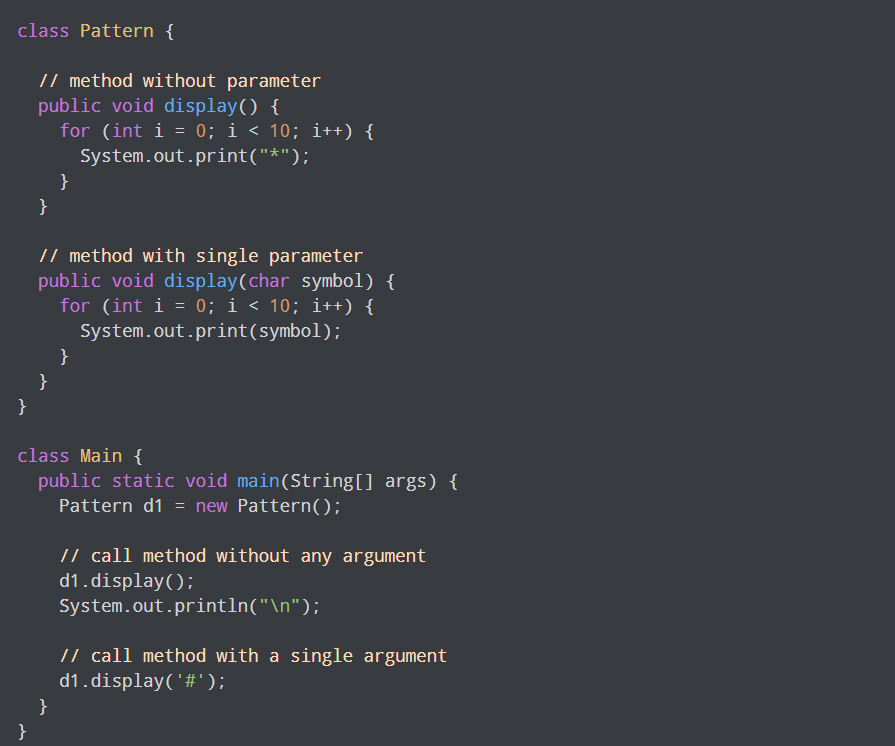 class Pattern {

  // method without parameter
  public void display() {
    for (int i = 0; i < 10; i++) {
      System.out.print("*");
    }
  }

  // method with single parameter
  public void display(char symbol) {
    for (int i = 0; i < 10; i++) {
      System.out.print(symbol);
    }
  }
}

class Main {
  public static void main(String[] args) {
    Pattern d1 = new Pattern();

    // call method without any argument
    d1.display();
    System.out.println("\n");

    // call method with a single argument
    d1.display('#');
  }
}